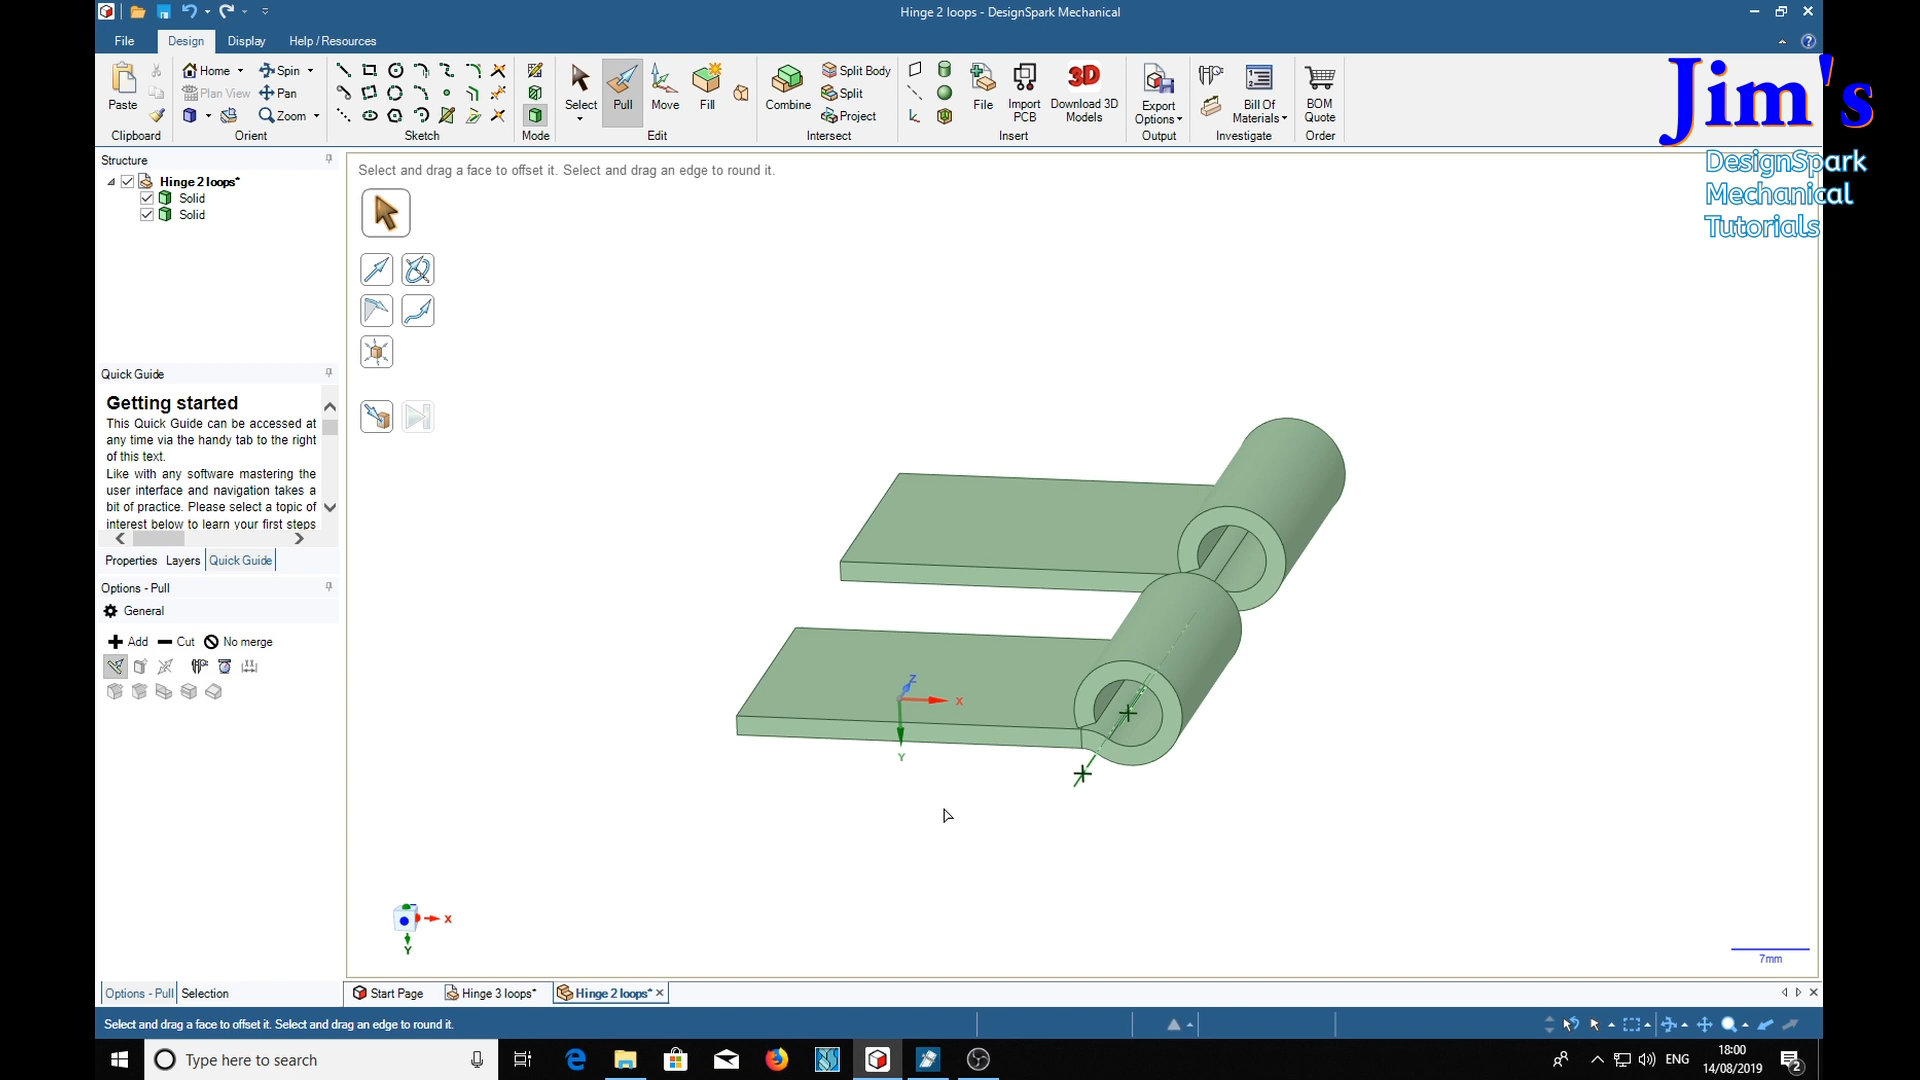 Hinge 2 loops - DesignSpark Mechanical
File Design Display Help / Resources
Jim's
DesignSpark
Mechanical
Tutorials
Home Spin
Plan View Pan
Zoom
Paste
Select Pull Move Fill
Combine
Split Body
Split
Project
File
Import
PCB
Download 3D
Models
3D
Export
Options
Bill Of
Materials
BOM
Quote
Clipboard Orient Sketch Mode Edit Intersect Insert Output Investigate Order
Structure
Hinge 2 loops*
Solid
Solid
Select and drag a face to offset it. Select and drag an edge to round it.
Quick Guide
Getting started
This Quick Guide can be accessed at
any time via the handy tab to the right
of this text.
Like with any software mastering the
user interface and navigation takes a
bit of practice. Please select a topic of
interest below to learn your first steps
Properties Layers Quick Guide
Options - Pull
General
Add Cut No merge
Z
X
Y
X
Y
7mm
Options - Pull Selection
Start Page Hinge 3 loops* Hinge 2 loops*
Select and drag a face to offset it. Select and drag an edge to round it.
Type here to search
ENG
18:00
14/08/2019
2